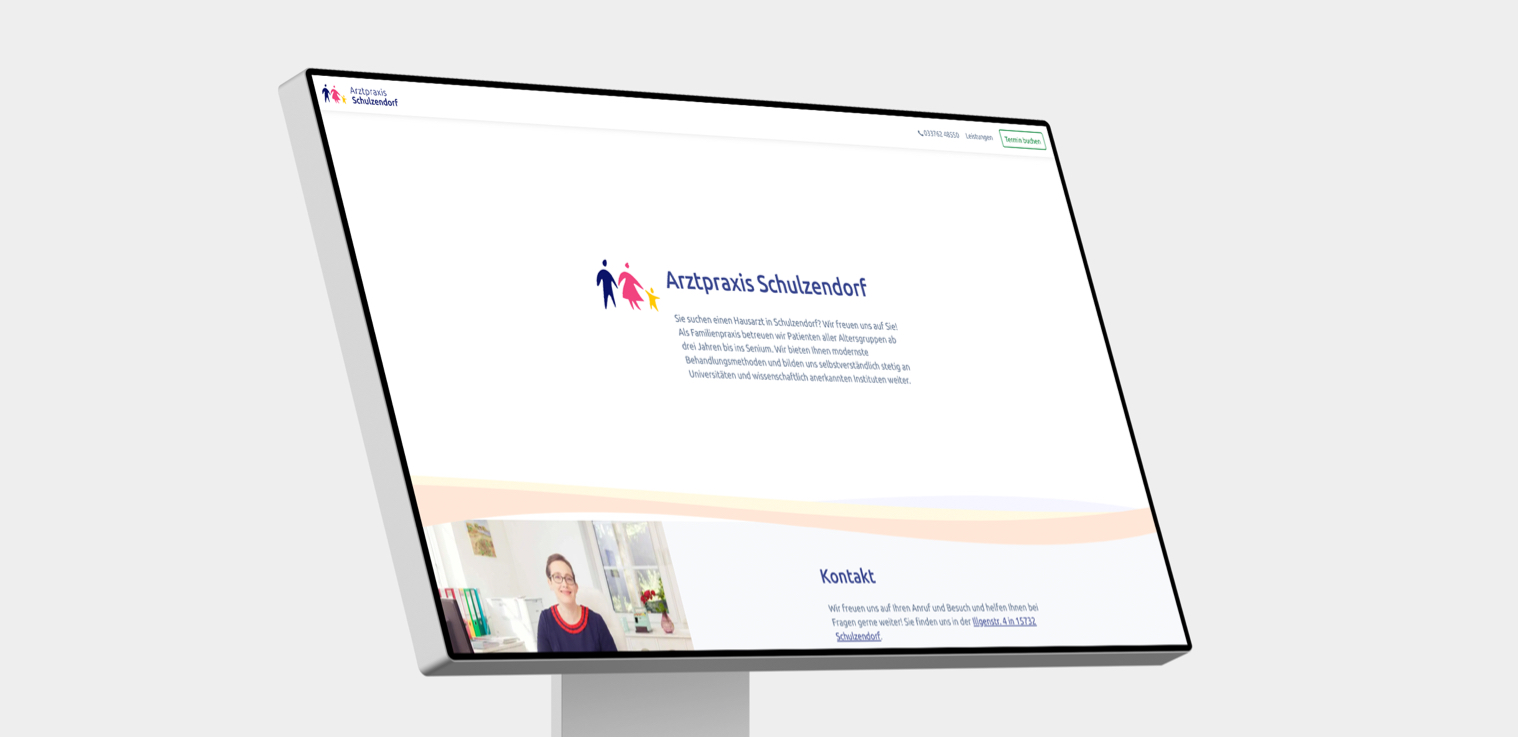 Arztpraxis
Schulzendorf
033762 48550 Leistungen Termin buchen
Arztpraxis Schulzendorf
Sie suchen einen Hausarzt in Schulzendorf? Wir freuen uns auf Sie!
Als Familienpraxis betreuen wir Patienten aller Altersgruppen ab
drei Jahren bis ins Senium. Wir bieten Ihnen modernste
Behandlungsmethoden und bilden uns selbstverständlich stetig an
Universitäten und wissenschaftlich anerkannten Instituten weiter.
Kontakt
Wir freuen uns auf Ihren Anruf und Besuch und helfen Ihnen bei
Fragen gerne weiter! Sie finden uns in der Illgenstr. 4 in 15732
Schulzendorf.